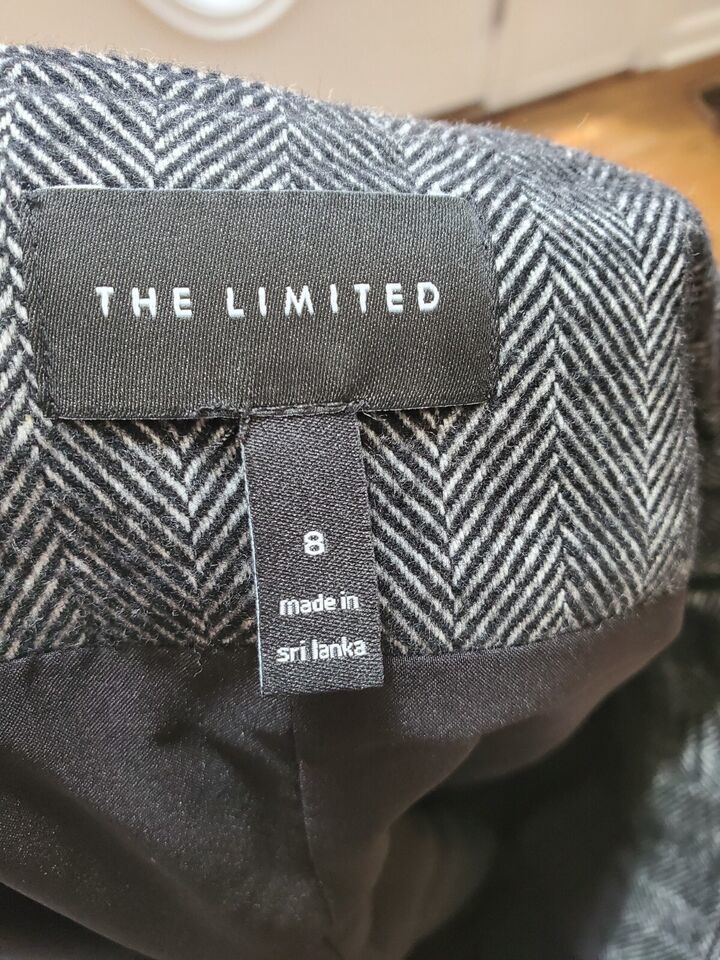 THE LIMITED
8
made in
sri lanka